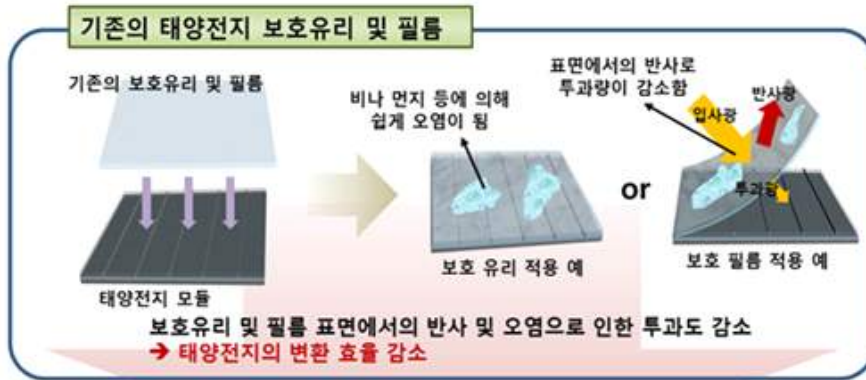 기존의 태양전지 보호유리 및 필름
기존의 보호유리 및 필름
태양전지 모듈
비나 먼지 등에 의해
쉽게 오염이 됨
보호 유리 적용 예
or
표면에서의 반사로
투과량이 감소함
입사광
반사광
투과광
보호 필름 적용 예
보호유리 및 필름 표면에서의 반사 및 오염으로 인한 투과도 감소
→ 태양전지의 변환 효율 감소